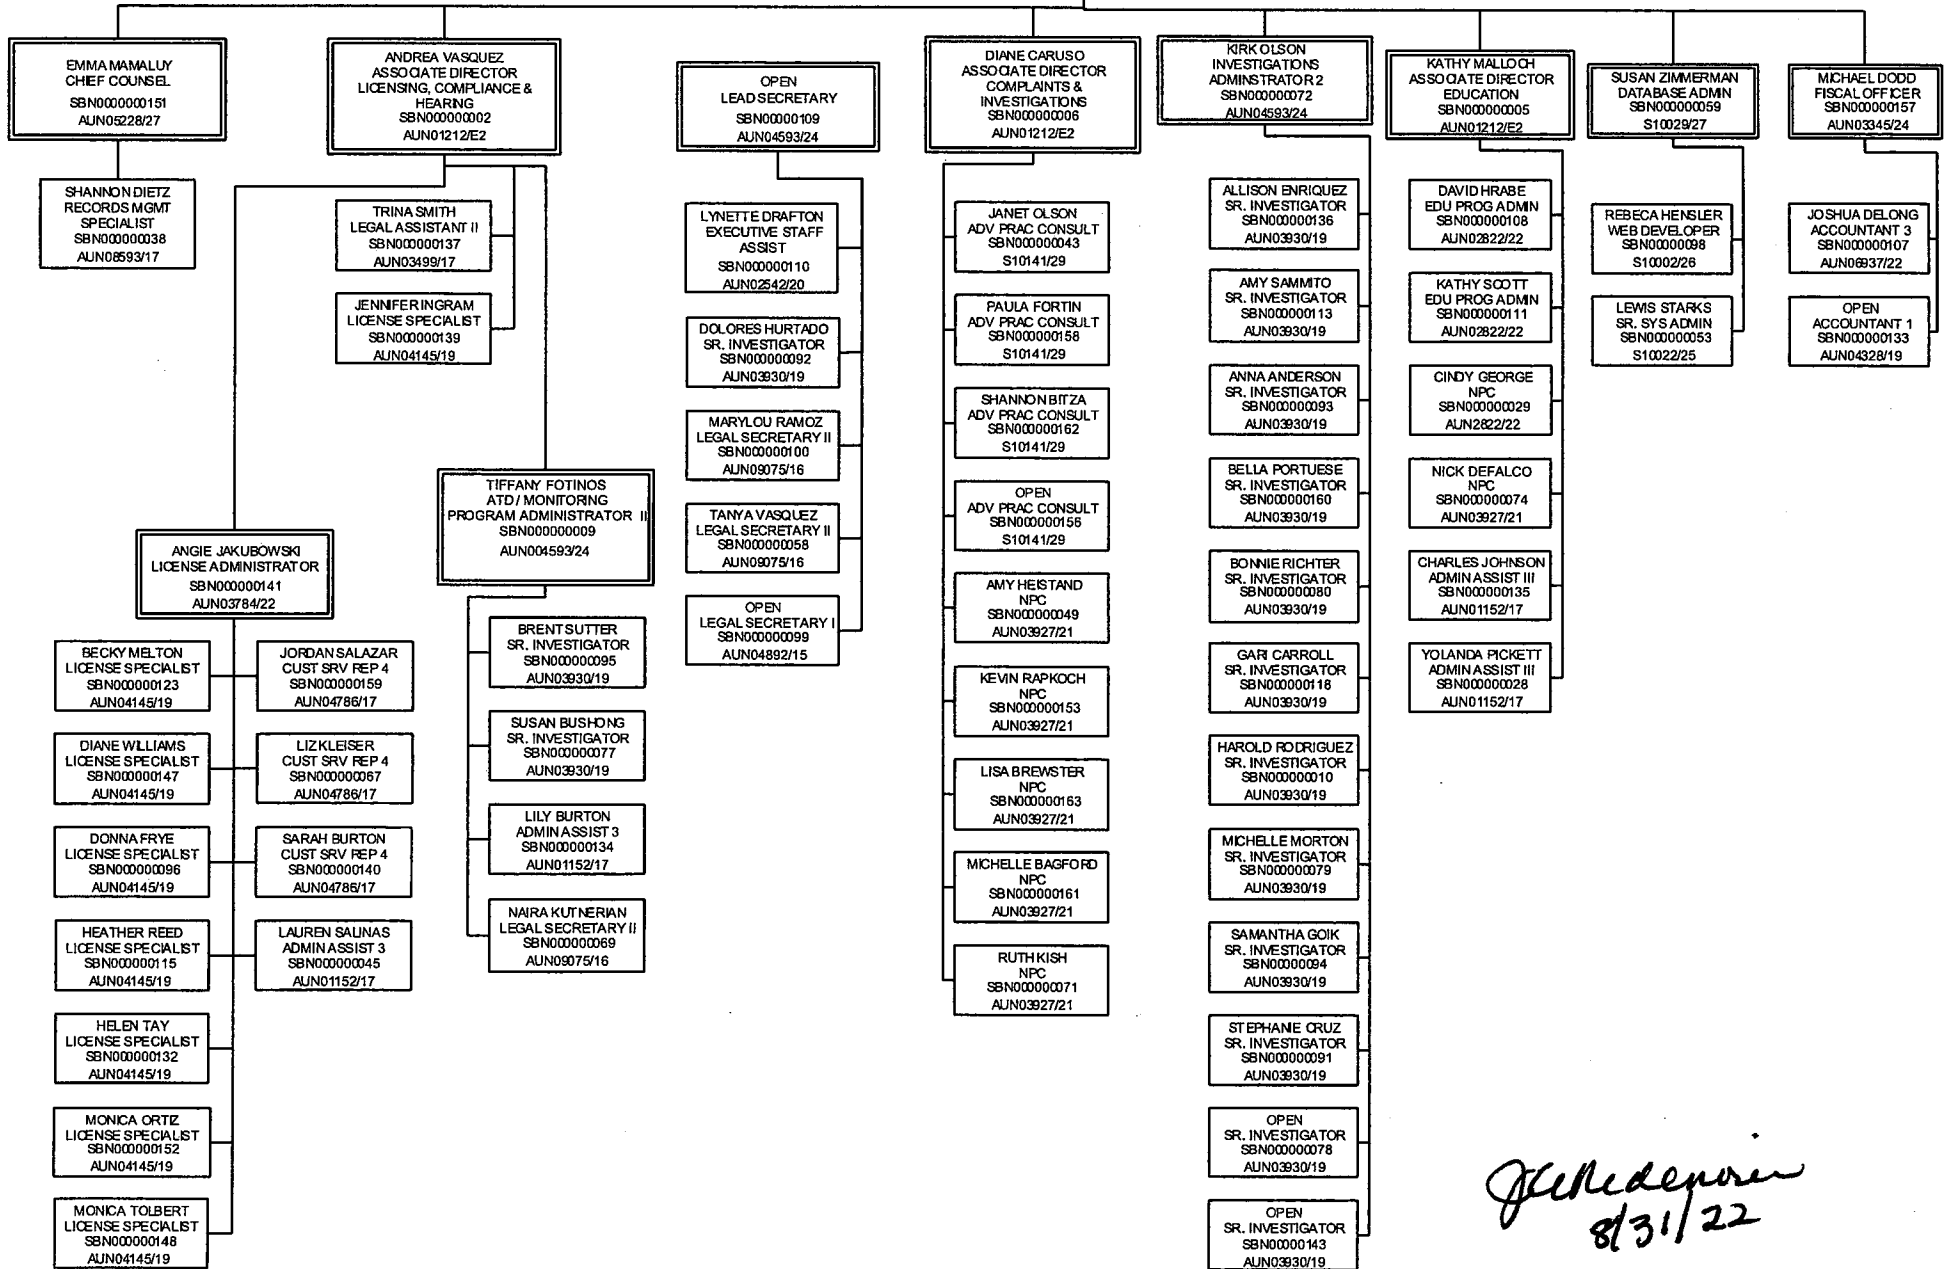 EMMA MAMALUY
CHIEF COUNSEL
SBN0000000151
AUN05228/27
SHANNON DIETZ
RECORDS MGMT
SPECIALIST
SBN000000038
AUN08593/17
ANDREA VASQUEZ
ASSOCIATE DIRECTOR
LICENSING, COMPLIANCE &
HEARING
SBN000000002
AUN01212/E2
TRINA SMITH
LEGAL ASSISTANT II
SBN000000137
AUN03499/17
JENNIFER INGRAM
LICENSE SPECIALIST
SBN000000139
AUN04145/19
ANGIE JAKUBOWSKI
LICENSE ADMINISTRATOR
SBN000000141
AUN03784/22
BECKY MELTON
LICENSE SPECIALIST
SBN000000123
AUN04145/19
DIANE WILLIAMS
LICENSE SPECIALIST
SBN000000147
AUN04145/19
DONNA FRYE
LICENSE SPECIALIST
SBN000000096
AUN04145/19
HEATHER REED
LICENSE SPECIALIST
SBN000000115
AUN04145/19
HELEN TAY
LICENSE SPECIALIST
SBN000000132
AUN04145/19
MONICA ORTIZ
LICENSE SPECIALIST
SBN000000152
AUN04145/19
MONICA TOLBERT
LICENSE SPECIALIST
SBN000000148
AUN04145/19
JORDAN SALAZAR
CUST SRV REP 4
SBN000000159
AUN04786/17
LIZ KLEISER
CUST SRV REP 4
SBN000000067
AUN04786/17
SARAH BURTON
CUST SRV REP 4
SBN000000140
AUN04786/17
LAUREN SALINAS
ADMIN ASSIST 3
SBN000000045
AUN01152/17
TIFFANY FOTINOS
ATD / MONITORING
PROGRAM ADMINISTRATOR II
SBN000000009
AUN004593/24
BRENT SUTTER
SR. INVESTIGATOR
SBN000000095
AUN03930/19
SUSAN BUSHONG
SR. INVESTIGATOR
SBN000000077
AUN03930/19
LILY BURTON
ADMIN ASSIST 3
SBN000000134
AUN01152/17
NAIRA KUTNERIAN
LEGAL SECRETARY II
SBN000000069
AUN09075/16
OPEN
LEAD SECRETARY
SBN00000109
AUN04593/24
LYNETTE DRAFTON
EXECUTIVE STAFF
ASSIST
SBN000000110
AUN02542/20
DOLORES HURTADO
SR. INVESTIGATOR
SBN000000092
AUN03930/19
MARYLOU RAMOZ
LEGAL SECRETARY II
SBN000000100
AUN09075/16
TANYA VASQUEZ
LEGAL SECRETARY II
SBN000000058
AUN09075/16
OPEN
LEGAL SECRETARY I
SBN000000099
AUN04892/15
DIANE CARUSO
ASSOCIATE DIRECTOR
COMPLAINTS &
INVESTIGATIONS
SBN000000006
AUN01212/E2
JANET OLSON
ADV PRAC CONSULT
SBN000000043
S10141/29
PAULA FORTIN
ADV PRAC CONSULT
SBN000000158
S10141/29
SHANNON BITZA
ADV PRAC CONSULT
SBN000000162
S10141/29
OPEN
ADV PRAC CONSULT
SBN000000156
S10141/29
AMY HEISTAND
NPC
SBN000000049
AUN03927/21
KEVIN RAPKOCH
NPC
SBN000000153
AUN03927/21
LISA BREWSTER
NPC
SBN000000163
AUN03927/21
MICHELLE BAGFORD
NPC
SBN000000161
AUN03927/21
RUTH KISH
NPC
SBN000000071
AUN03927/21
KIRK OLSON
INVESTIGATIONS
ADMINSTRATOR 2
SBN000000072
AUN04593/24
ALLISON ENRIQUEZ
SR. INVESTIGATOR
SBN000000136
AUN03930/19
AMY SAMMITO
SR. INVESTIGATOR
SBN000000113
AUN03930/19
ANNA ANDERSON
SR. INVESTIGATOR
SBN000000093
AUN03930/19
BELLA PORTUESE
SR. INVESTIGATOR
SBN000000160
AUN03930/19
BONNIE RICHTER
SR. INVESTIGATOR
SBN000000080
AUN03930/19
GARI CARROLL
SR. INVESTIGATOR
SBN000000118
AUN03930/19
HAROLD RODRIGUEZ
SR. INVESTIGATOR
SBN000000010
AUN03930/19
MICHELLE MORTON
SR. INVESTIGATOR
SBN000000079
AUN03930/19
SAMANTHA GOIK
SR. INVESTIGATOR
SBN00000094
AUN03930/19
STEPHANIE CRUZ
SR. INVESTIGATOR
SBN000000091
AUN03930/19
OPEN
SR. INVESTIGATOR
SBN000000078
AUN03930/19
OPEN
SR. INVESTIGATOR
SBN00000143
AUN03930/19
KATHY MALLOCH
ASSOCIATE DIRECTOR
EDUCATION
SBN000000005
AUN01212/E2
DAVID HRABE
EDU PROG ADMIN
SBN000000108
AUN02822/22
KATHY SCOTT
EDU PROG ADMIN
SBN000000111
AUN02822/22
CINDY GEORGE
NPC
SBN000000029
AUN2822/22
NICK DEFALCO
NPC
SBN000000074
AUN03927/21
CHARLES JOHNSON
ADMIN ASSIST III
SBN000000135
AUN01152/17
YOLANDA PICKETT
ADMIN ASSIST III
SBN000000028
AUN01152/17
SUSAN ZIMMERMAN
DATABASE ADMIN
SBN000000059
S10029/27
REBECA HENSLER
WEB DEVELOPER
SBN00000098
S10002/26
LEWIS STARKS
SR. SYS ADMIN
SBN000000053
S10022/25
MICHAEL DODD
FISCAL OFFICER
SBN000000157
AUN03345/24
JOSHUA DELONG
ACCOUNTANT 3
SBN000000107
AUN06937/22
OPEN
ACCOUNTANT 1
SBN000000133
AUN04328/19
8/31/22